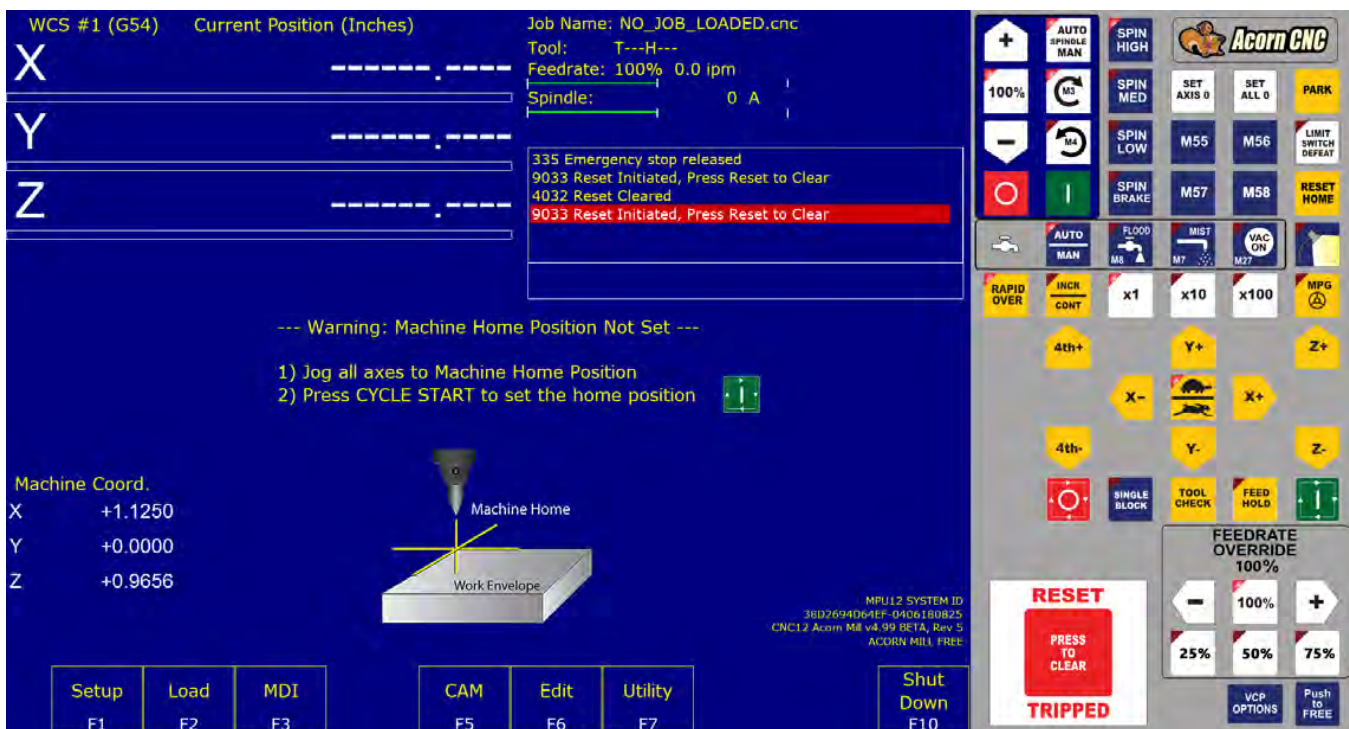 WCS #1 (G54) Current Position (Inches)
X ------.----
Y ------.----
Z ------.----
Job Name: NO_JOB_LOADED.cnc
Tool: T---H---
Feedrate: 100% 0.0 ipm
Spindle: 0 A
335 Emergency stop released
9033 Reset Initiated, Press Reset to Clear
4032 Reset Cleared
9033 Reset Initiated, Press Reset to Clear
--- Warning: Machine Home Position Not Set ---
1) Jog all axes to Machine Home Position
2) Press CYCLE START to set the home position
Machine Home
Work Envelope
Machine Coord.
X +1.1250
Y +0.0000
Z +0.9656
MPU12 SYSTEM ID
38D2694D64EF-0406180825
CNC12 Acorn Mill v4.99 BETA, Rev 5
ACORN MILL FREE
Setup
F1
Load
F2
MDI
F3
CAM
F5
Edit
F6
Utility
F7
Shut
Down
F10
+
AUTO
SPINDLE
MAN
SPIN
HIGH
Acorn CNC
100%
M3
SPIN
MED
SET
AXIS 0
SET
ALL 0
PARK
-
M4
SPIN
LOW
M55
M56
LIMIT
SWITCH
DEFEAT
SPIN
BRAKE
M57
M58
RESET
HOME
AUTO
MAN
FLOOD
M8
MIST
M7
VAC
ON
M27
RAPID
OVER
INCR
CONT
x1
x10
x100
MPG
4th+
Y+
Z+
X-
X+
4th-
Y-
Z-
SINGLE
BLOCK
TOOL
CHECK
FEED
HOLD
FEEDRATE
OVERRIDE
100%
-
100%
+
25%
50%
75%
RESET
PRESS
TO
CLEAR
TRIPPED
VCP
OPTIONS
Push
to
FREE